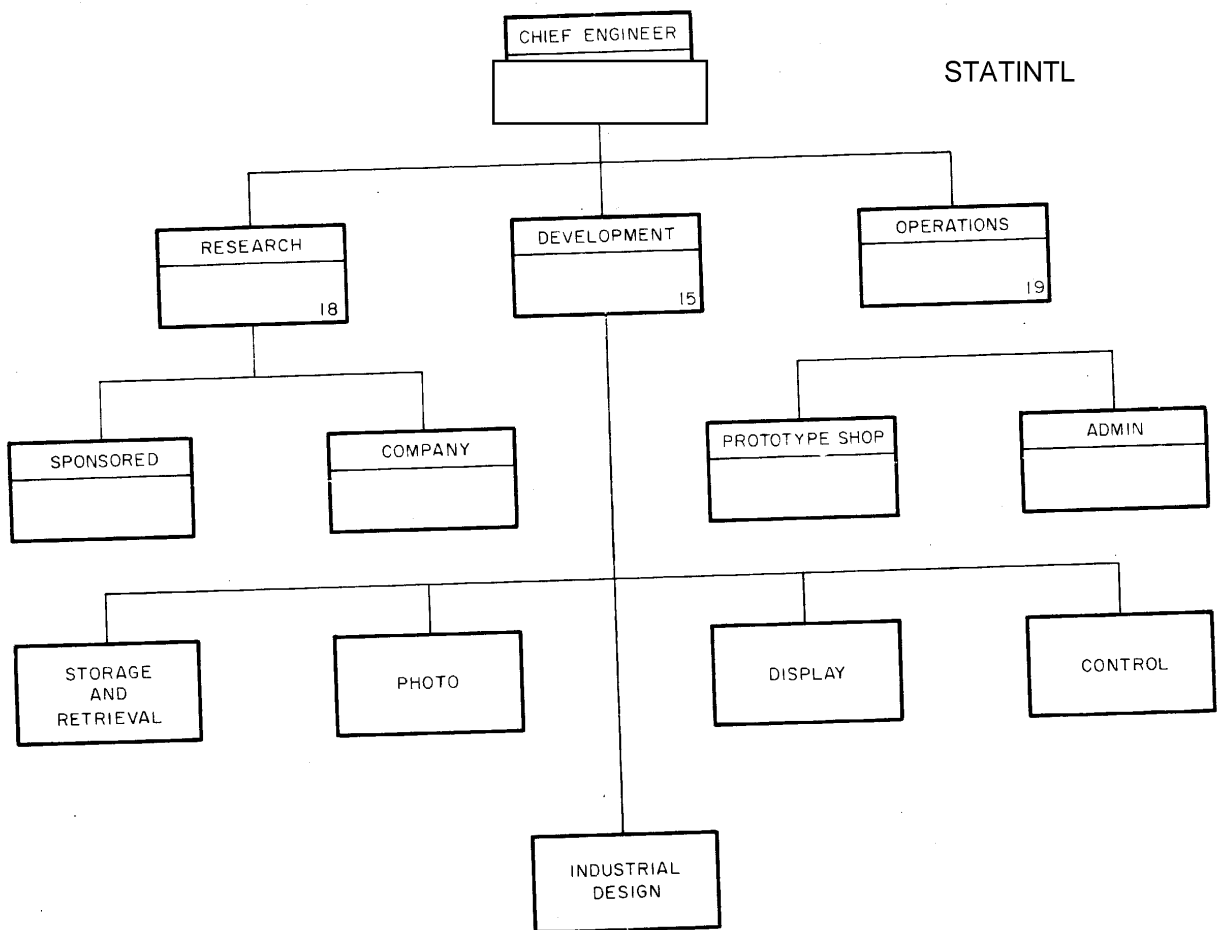 CHIEF ENGINEER
STATINTL
RESEARCH
18
DEVELOPMENT
15
OPERATIONS
19
SPONSORED
COMPANY
PROTOTYPE SHOP
ADMIN
STORAGE
AND
RETRIEVAL
PHOTO
DISPLAY
CONTROL
INDUSTRIAL
DESIGN